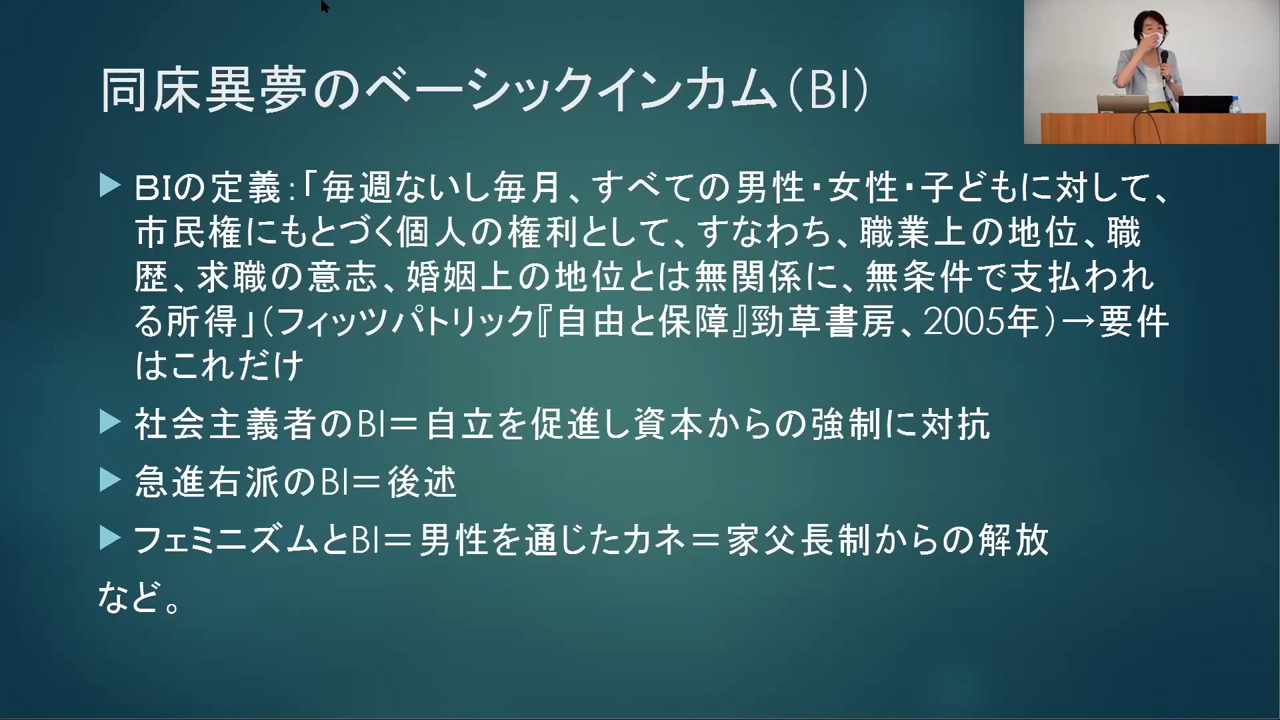 同床異夢のベーシックインカム（BI）
BIの定義：「毎週ないし毎月、すべての男性・女性・子どもに対して、
市民権にもとづく個人の権利として、すなわち、職業上の地位、職
歴、求職の意志、婚姻上の地位とは無関係に、無条件で支払われ
る所得」（フィッツパトリック『自由と保障』勁草書房、2005年）→要件
はこれだけ
社会主義者のBI＝自立を促進し資本からの強制に対抗
急進右派のBI＝後述
フェミニズムとBI＝男性を通じたカネ＝家父長制からの解放
など。